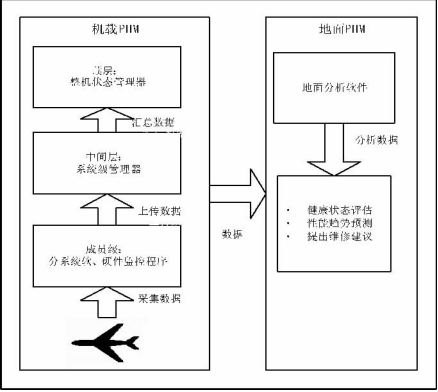 机载PHM
顶层：
整机状态管理器
汇总数据
中间层：
系统级管理器
上传数据
成员级：
分系统软、硬件监控程序
采集数据
数据
地面PHM
地面分析软件
分析数据
· 健康状态评估
· 性能趋势预测
· 提出维修建议